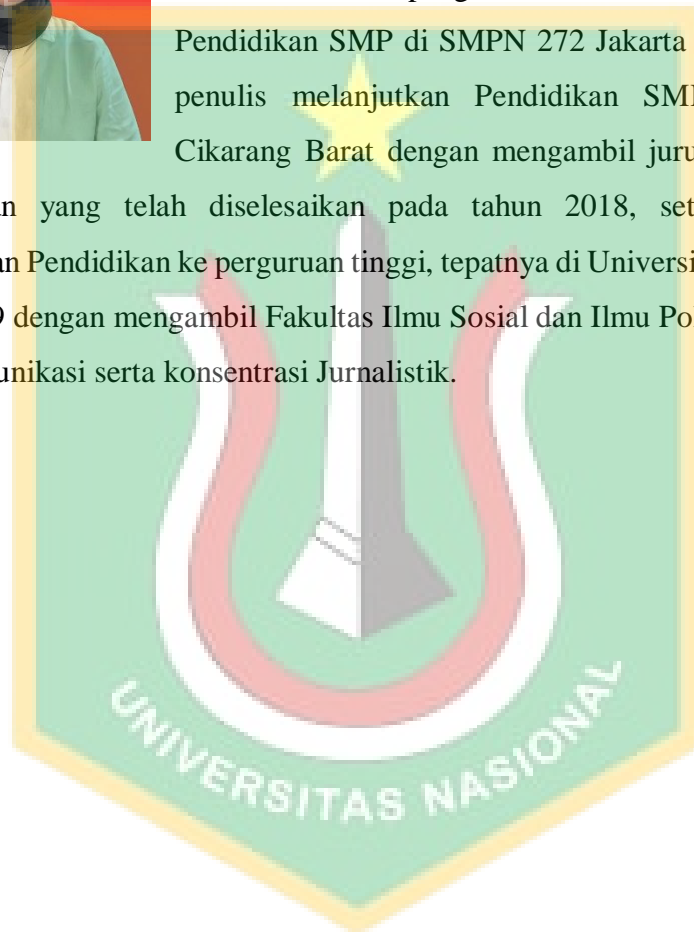 Pendidikan SMP di SMPN 272 Jakarta
penulis melanjutkan Pendidikan
Cikarang Barat dengan mengambil
yang telah diselesaikan pada tahun 2018,
Pendidikan ke perguruan tinggi, tepatnya di
dengan mengambil Fakultas Ilmu Sosial dan Ilmu
serta konsentrasi Jurnalistik.
UNIVERSITAS NASIONAL